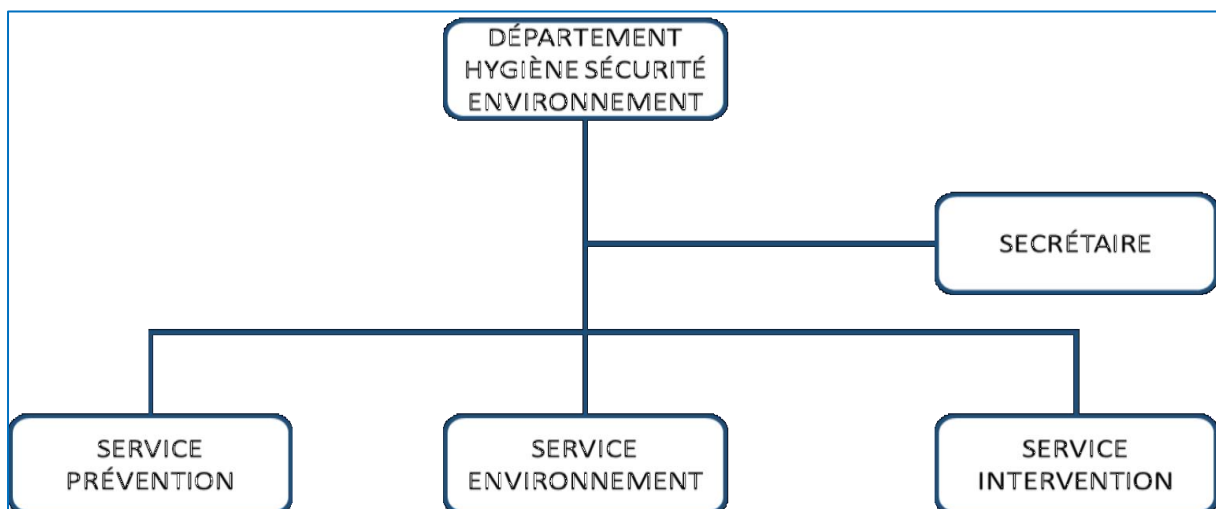 DÉPARTEMENT
HYGIÈNE SÉCURITÉ
ENVIRONNEMENT
SECRÉTAIRE
SERVICE
PRÉVENTION
SERVICE
ENVIRONNEMENT
SERVICE
INTERVENTION